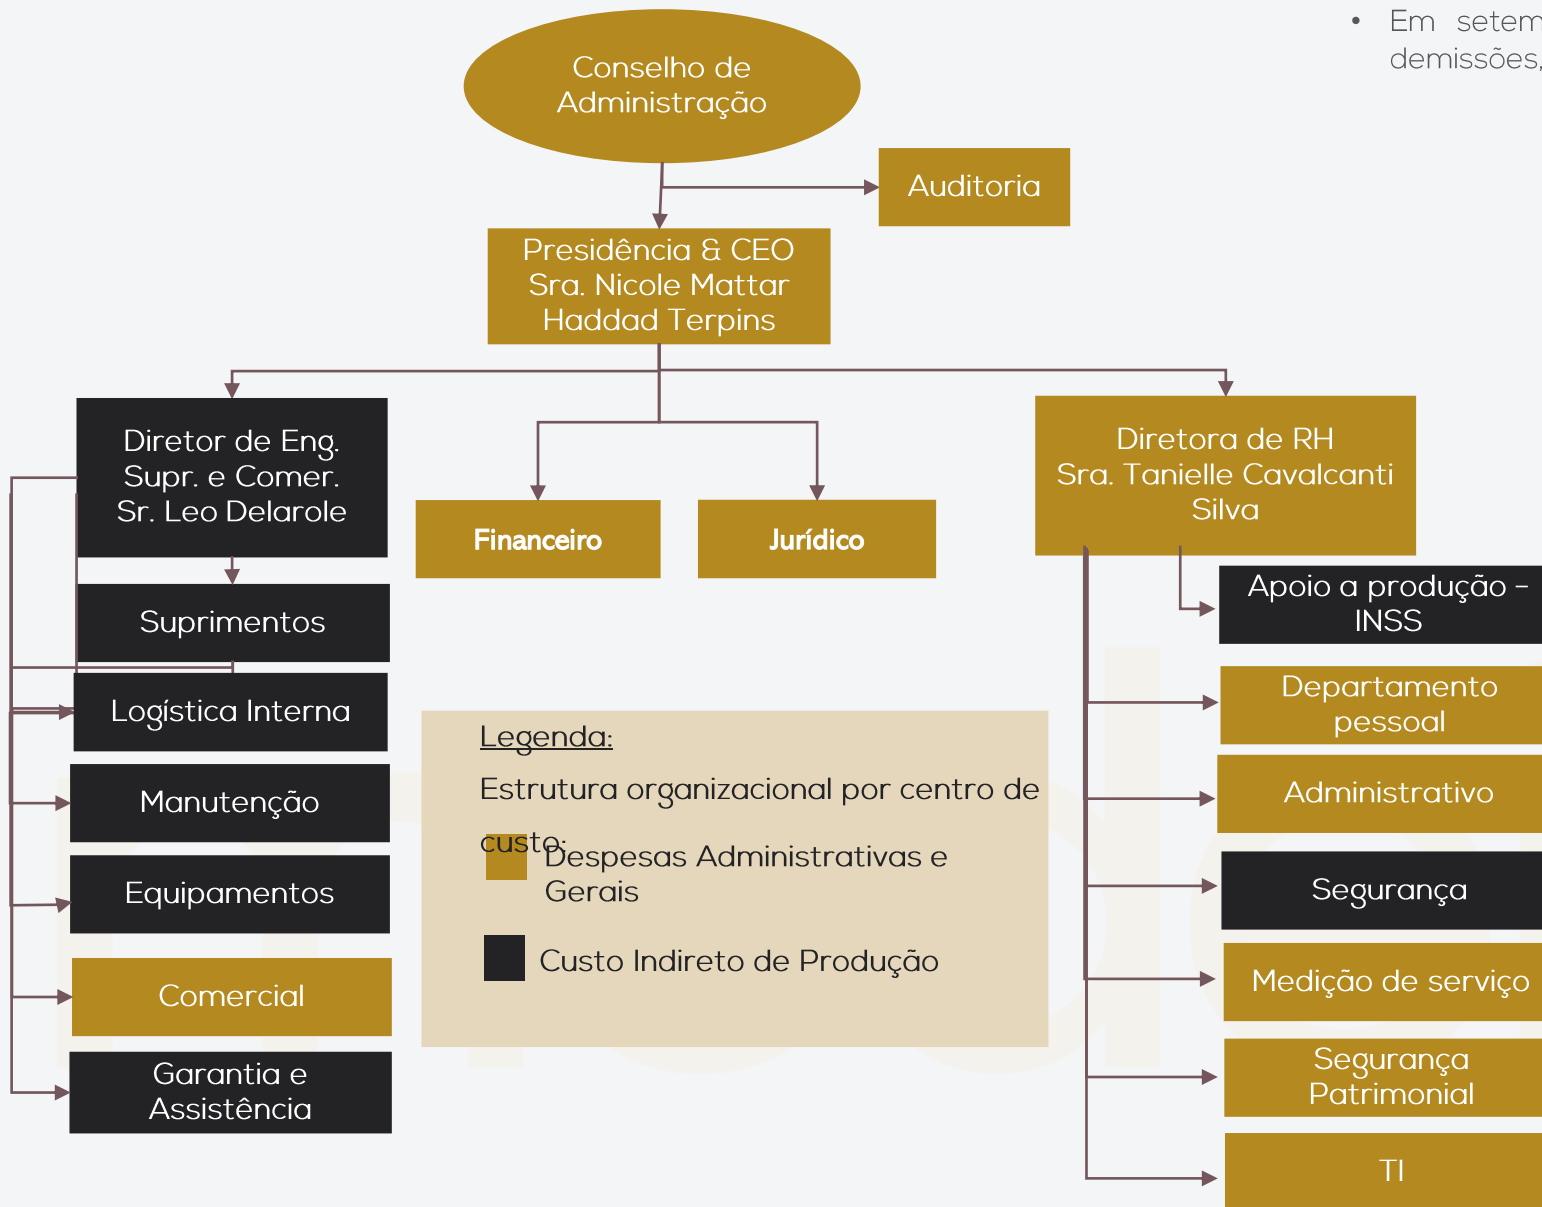 • Em setem
demissões,
Conselho de
Administração
Auditoria
Presidência & CEO
Sra. Nicole Mattar
Haddad Terpins
Diretor de Eng.
Supr. e Comer.
Sr. Leo Delarole
Diretora de RH
Sra. Tanielle Cavalcanti
Silva
Financeiro
Jurídico
Suprimentos
Logística Interna
Manutenção
Equipamentos
Comercial
Garantia e
Assistência
Apoio a produção –
INSS
Departamento
pessoal
Administrativo
Segurança
Medição de serviço
Segurança
Patrimonial
TI
Legenda:
Estrutura organizacional por centro de
custo:
Despesas Administrativas e
Gerais
Custo Indireto de Produção